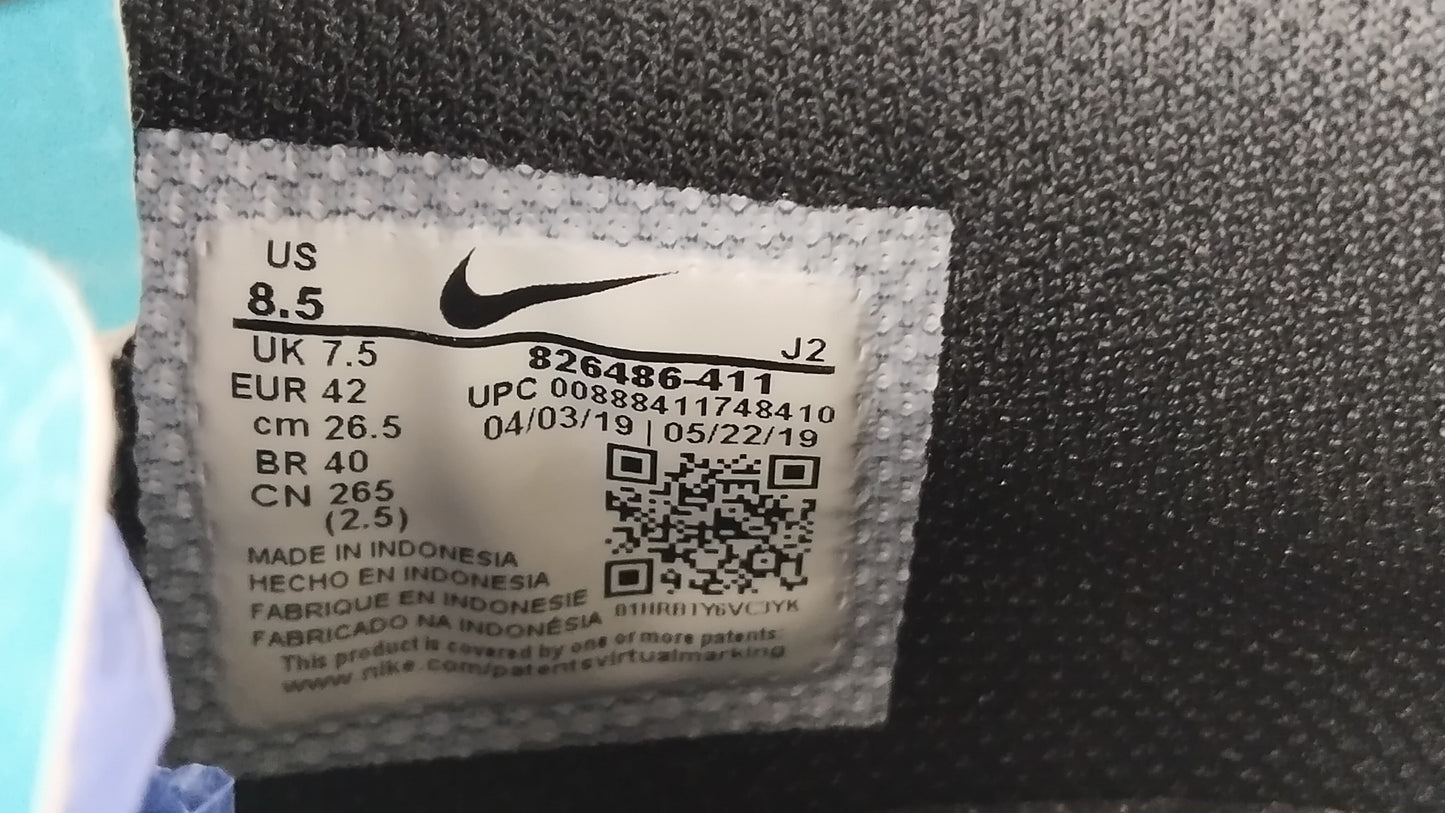 US
8.5
J2
UK 7.5
826486-411
EUR 42
UPC 00888411748410
cm 26.5
04/03/19 | 05/22/19
BR 40
CN 265
(2.5)
MADE IN INDONESIA
HECHO EN INDONESIA
FABRIQUE EN INDONESIE
FABRICADO NA INDONÉSIA
This product is covered by one or more patents
www.nike.com/patentsvirtualmarking